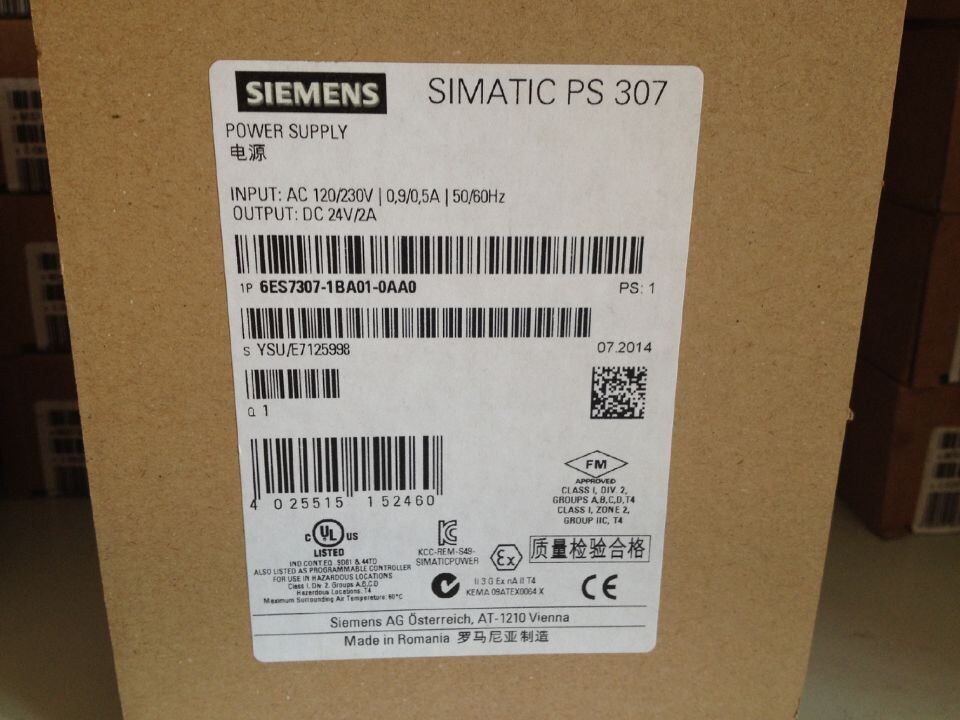 SIEMENS
SIMATIC PS 307
POWER SUPPLY
电源
INPUT: AC 120/230V | 0,9/0,5A | 50/60Hz
OUTPUT: DC 24V/2A
1P 6ES7307-1BA01-0AA0
PS: 1
S YSU/E7125998
07.2014
Q 1
4 025515 152460
FM
APPROVED
CLASS I, DIV. 2,
GROUPS A,B,C,D,T4
CLASS I, ZONE 2,
GROUP IIC, T4
C UL US
LISTED
IND.CONT.EQ. 9D61 & 44TD
ALSO LISTED AS PROGRAMMABLE CONTROLLER
FOR USE IN HAZARDOUS LOCATIONS
Class I, Div. 2, Groups A,B,C,D
Hazardous Locations, T4
Maximum Surrounding Air Temperature: 60°C
KCC-REM-S49-
SIMATICPOWER
Ex
质量检验合格
II 3 G Ex nA II T4
KEMA 09ATEX0064 X
CE
Siemens AG Österreich, AT-1210 Vienna
Made in Romania 罗马尼亚制造